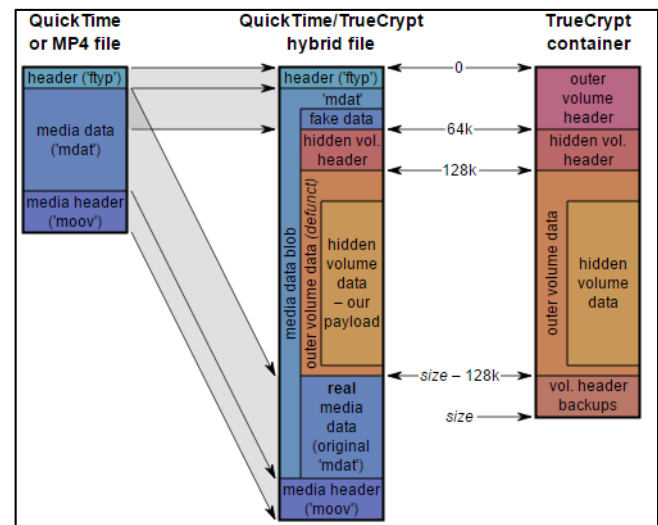 QuickTime
or MP4 file
header ('ftyp')
media data
('mdat')
media header
('moov')
QuickTime/TrueCrypt
hybrid file
header ('ftyp')
'mdat'
fake data
hidden vol.
header
media data blob
outer volume data (defunct)
hidden
volume
data
– our
payload
real
media
data
(original
'mdat')
media header
('moov')
0
64k
128k
size – 128k
size
TrueCrypt
container
outer
volume
header
hidden vol.
header
outer volume data
hidden
volume
data
vol. header
backups